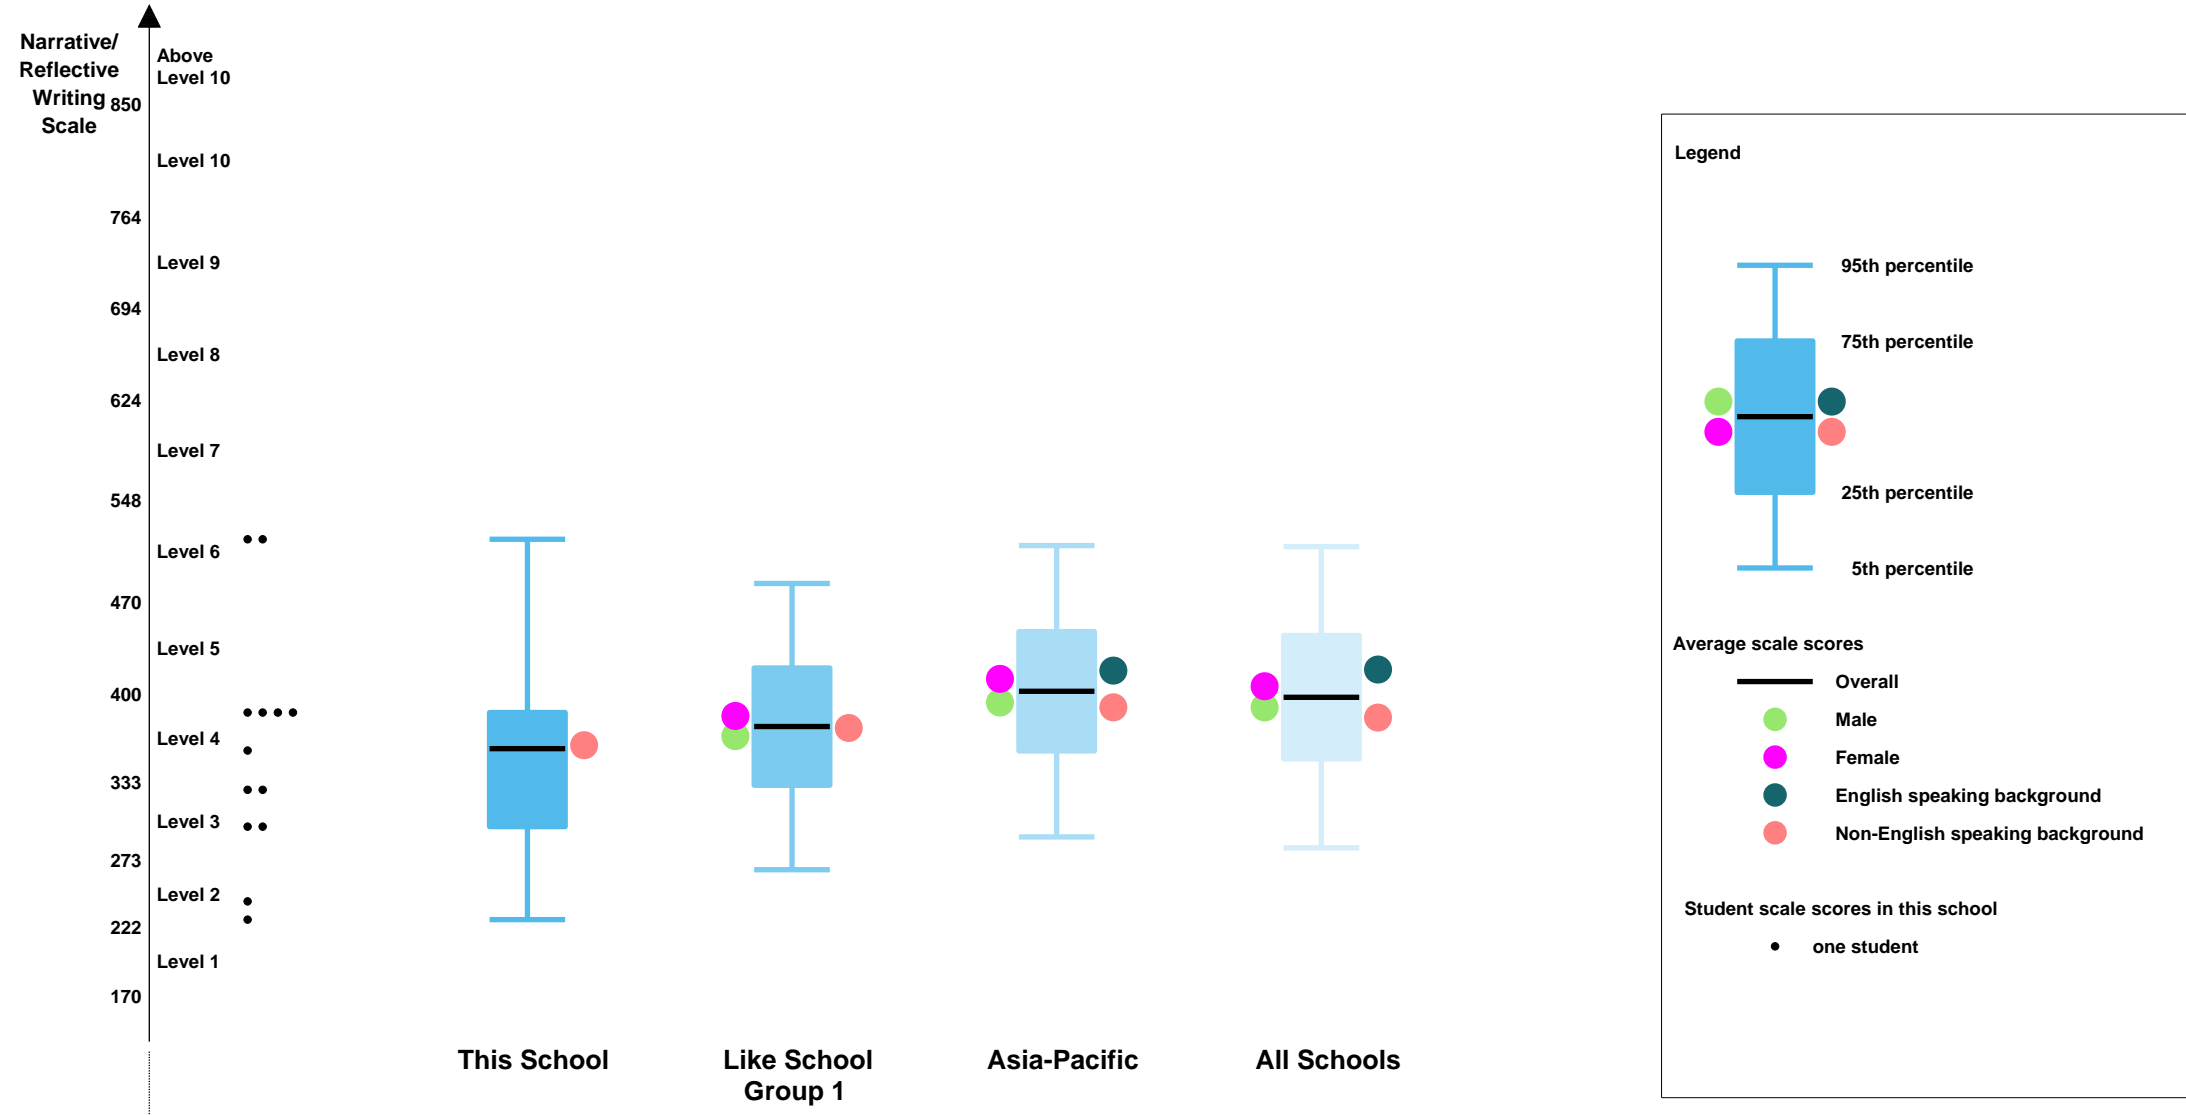 Narrative/
Reflective
Writing
Scale
850
764
694
624
548
470
400
333
273
222
170
Above
Level 10
Level 10
Level 9
Level 8
Level 7
Level 6
Level 5
Level 4
Level 3
Level 2
Level 1
This School
Like School
Group 1
Asia-Pacific
All Schools
Legend
95th percentile
75th percentile
25th percentile
5th percentile
Average scale scores
Overall
Male
Female
English speaking background
Non-English speaking background
Student scale scores in this school
one student